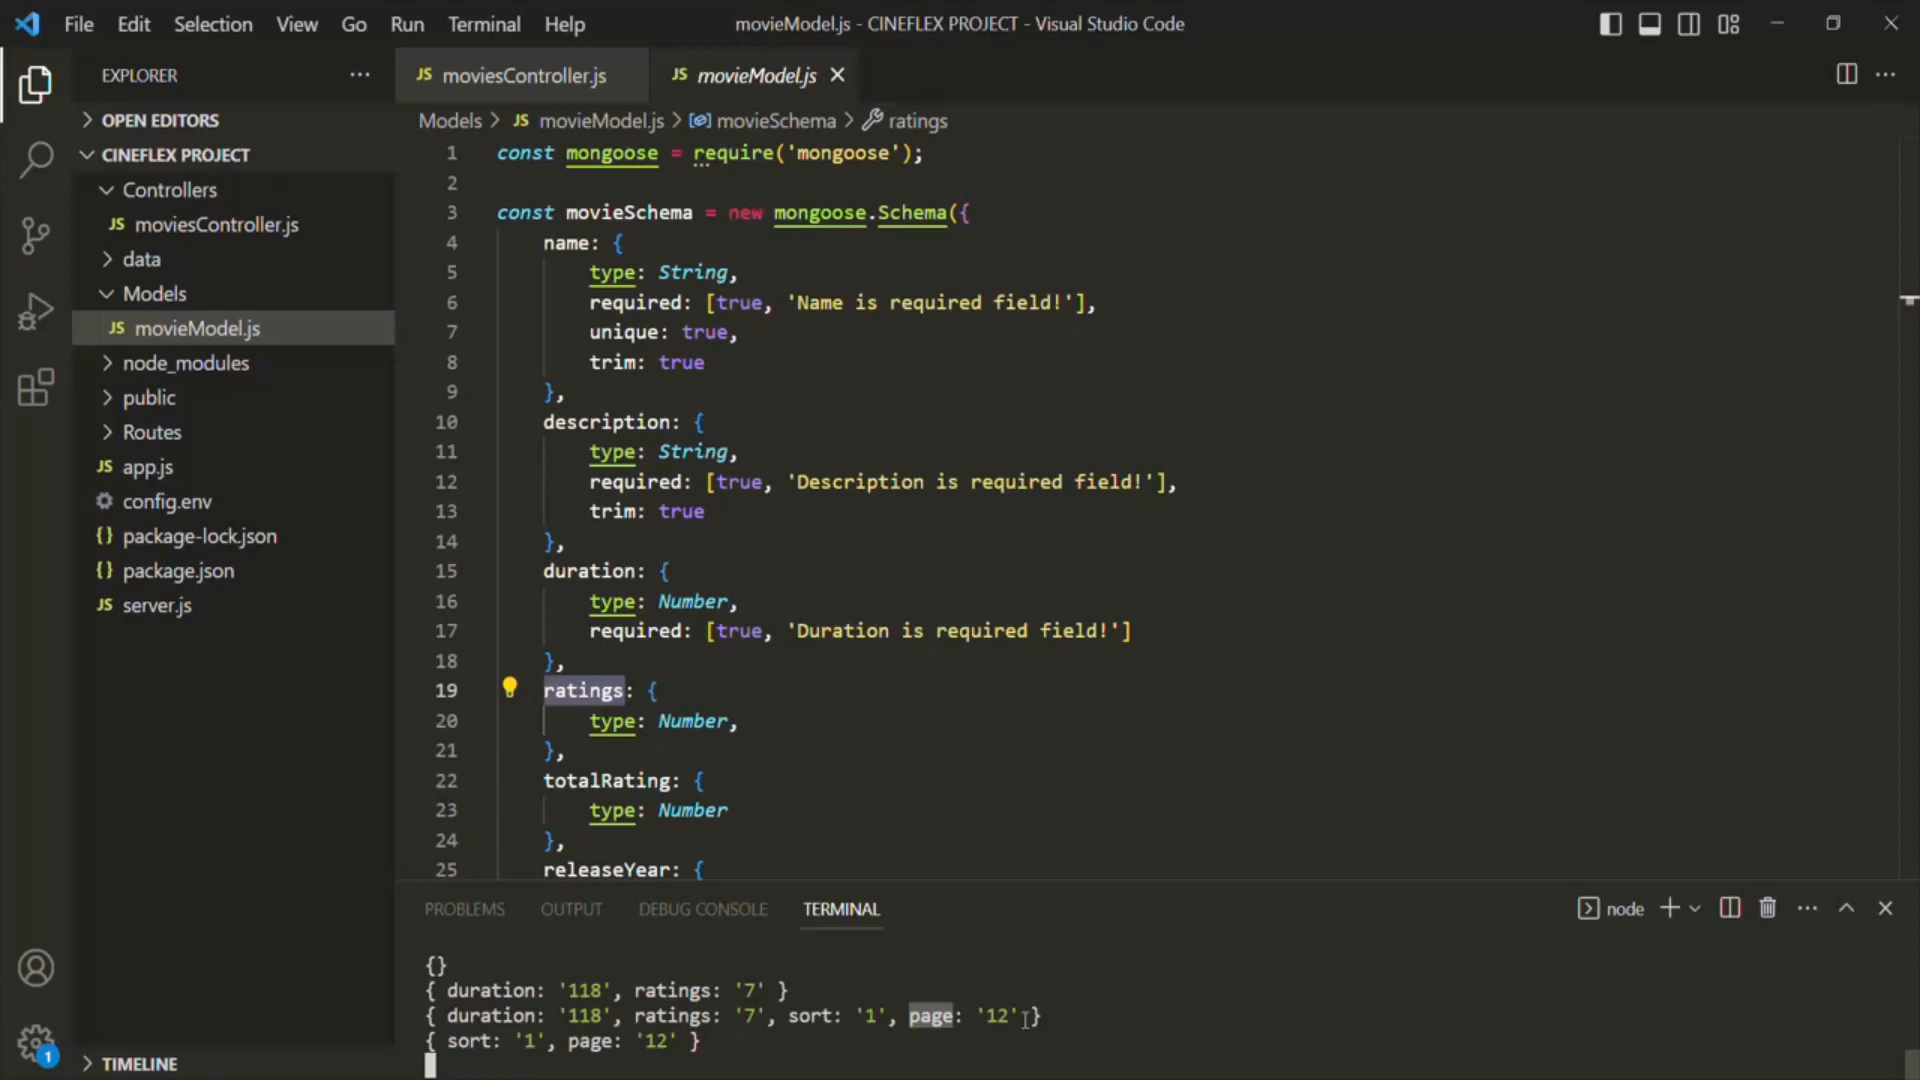 File Edit Selection View Go Run Terminal Help
movieModel.js - CINEFLEX PROJECT - Visual Studio Code
EXPLORER
OPEN EDITORS
CINEFLEX PROJECT
Controllers
JS moviesController.js
data
Models
JS movieModel.js
node_modules
public
Routes
JS app.js
config.env
{} package-lock.json
{} package.json
JS server.js
1
TIMELINE
JS moviesController.js
JS movieModel.js
Models > JS movieModel.js > movieSchema > ratings
1 const mongoose = require('mongoose');
2
3 const movieSchema = new mongoose.Schema({
4 name: {
5 type: String,
6 required: [true, 'Name is required field!'],
7 unique: true,
8 trim: true
9 },
10 description: {
11 type: String,
12 required: [true, 'Description is required field!'],
13 trim: true
14 },
15 duration: {
16 type: Number,
17 required: [true, 'Duration is required field!']
18 },
19 ratings: {
20 type: Number,
21 },
22 totalRating: {
23 type: Number
24 },
25 releaseYear: {
PROBLEMS OUTPUT DEBUG CONSOLE TERMINAL
node
{}
{ duration: '118', ratings: '7' }
{ duration: '118', ratings: '7', sort: '1', page: '12' }
{ sort: '1', page: '12' }